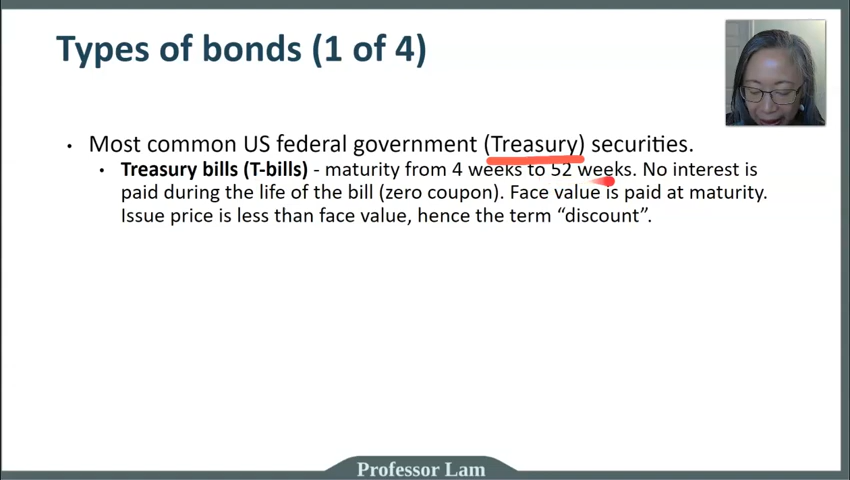 Types of bonds (1 of 4)
• Most common US federal government (Treasury) securities.
• Treasury bills (T-bills) - maturity from 4 weeks to 52 weeks. No interest is
paid during the life of the bill (zero coupon). Face value is paid at maturity.
Issue price is less than face value, hence the term “discount”.
Professor Lam